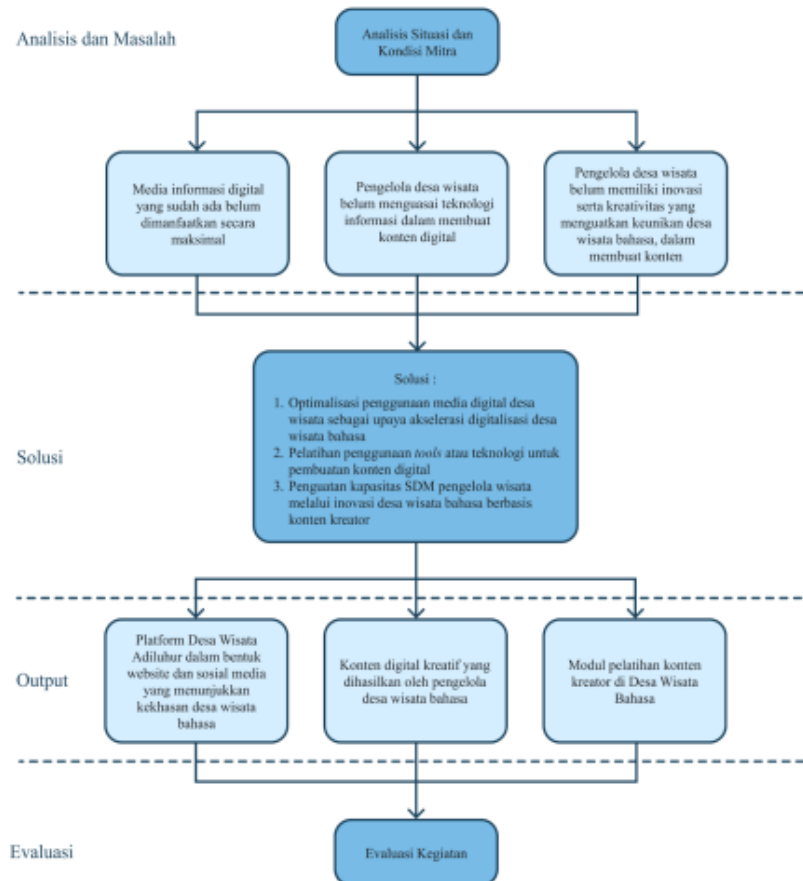 Analisis dan Masalah
Analisis Situasi dan
Kondisi Mitra
Media informasi digital
yang sudah ada belum
dimanfaatkan secara
maksimal
Pengelola desa wisata
belum menguasai teknologi
informasi dalam membuat
konten digital
Pengelola desa wisata
belum memiliki inovasi
serta kreativitas yang
menguatkan keunikan desa
wisata bahasa, dalam
membuat konten
Solusi
Solusi :
1. Optimalisasi penggunaan media digital desa
wisata sebagai upaya akselerasi digitalisasi desa
wisata bahasa
2. Pelatihan penggunaan tools atau teknologi untuk
pembuatan konten digital
3. Penguatan kapasitas SDM pengelola wisata
melalui inovasi desa wisata bahasa berbasis
konten kreator
Output
Platform Desa Wisata
Adiluhur dalam bentuk
website dan sosial media
yang menunjukkan
kekhasan desa wisata
bahasa
Konten digital kreatif yang
dihasilkan oleh pengelola
desa wisata bahasa
Modul pelatihan konten
kreator di Desa Wisata
Bahasa
Evaluasi
Evaluasi Kegiatan